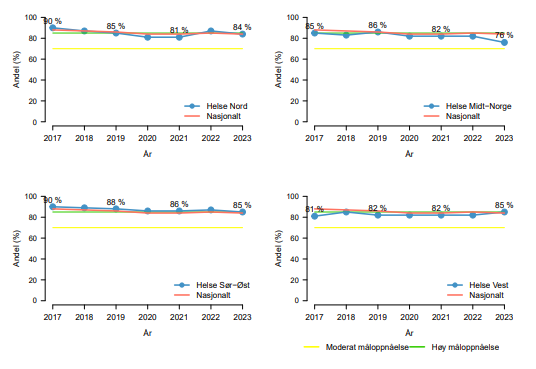 90 % 85 % 81 % 84 %
100
80
60
40
20
0
Andel (%)
Helse Nord
Nasjonalt
2017 2018 2019 2020 2021 2022 2023
År
85 % 86 % 82 % 76 %
100
80
60
40
20
0
Andel (%)
Helse Midt−Norge
Nasjonalt
2017 2018 2019 2020 2021 2022 2023
År
90 % 88 % 86 % 85 %
100
80
60
40
20
0
Andel (%)
Helse Sør−Øst
Nasjonalt
2017 2018 2019 2020 2021 2022 2023
År
81 % 82 % 82 % 85 %
100
80
60
40
20
0
Andel (%)
Helse Vest
Nasjonalt
2017 2018 2019 2020 2021 2022 2023
År
Moderat måloppnåelse Høy måloppnåelse